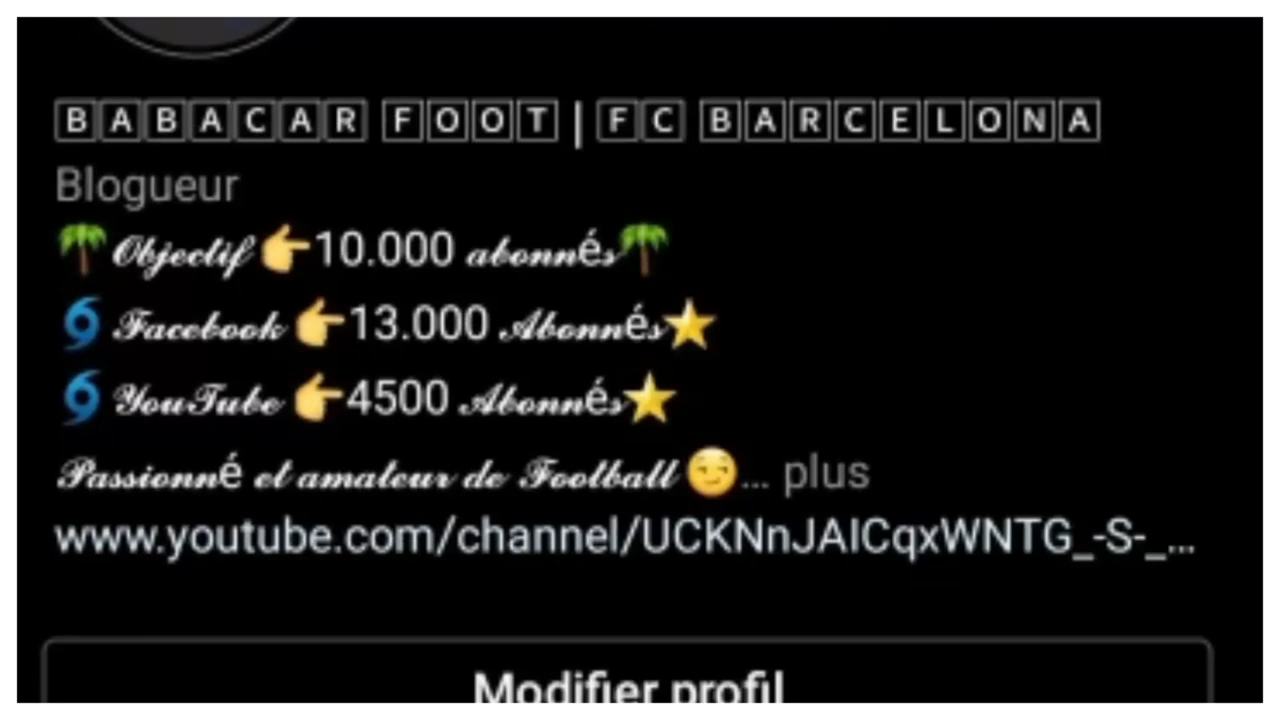 BABACAR FOOT | FC BARCELONA
Blogueur
🌴Objectif 👉10.000 abonnés🌴
🌀Facebook 👉13.000 Abonnés⭐
🌀YouTube 👉4500 Abonnés⭐
Passionné et amateur de Football 😏... plus
www.youtube.com/channel/UCKNnJAICqxWNTG_-S-_...
Modifier profil